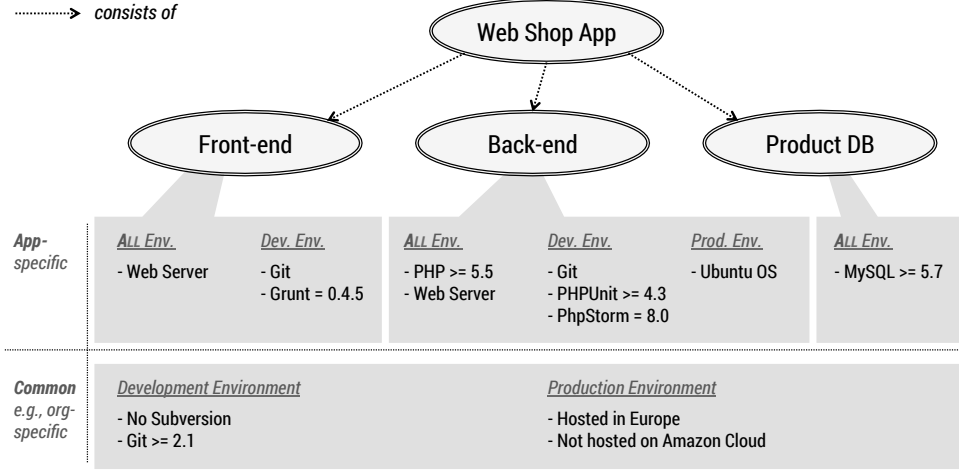 consists of
Web Shop App
Front-end
Back-end
Product DB
App-
specific
ALL Env.
- Web Server
Dev. Env.
- Git
- Grunt = 0.4.5
ALL Env.
- PHP >= 5.5
- Web Server
Dev. Env.
- Git
- PHPUnit >= 4.3
- PhpStorm = 8.0
Prod. Env.
- Ubuntu OS
ALL Env.
- MySQL >= 5.7
Common
e.g., org-
specific
Development Environment
- No Subversion
- Git >= 2.1
Production Environment
- Hosted in Europe
- Not hosted on Amazon Cloud